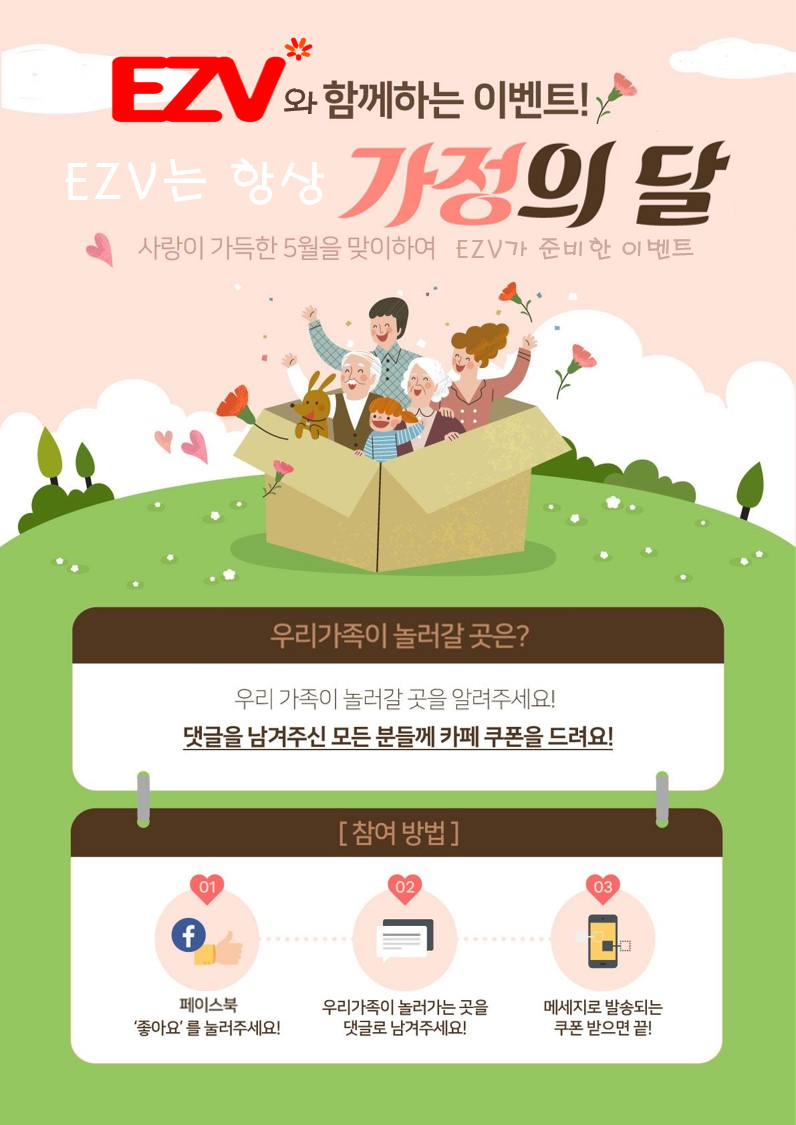 EZV와 함께하는 이벤트!
EZV는 항상 가정의 달
사랑이 가득한 5월을 맞이하여 EZV가 준비한 이벤트
우리가족이 놀러갈 곳은?
우리 가족이 놀러갈 곳을 알려주세요!
댓글을 남겨주신 모든 분들께 카페 쿠폰을 드려요!
[ 참여 방법 ]
01
02
03
f
페이스북
'좋아요' 를 눌러주세요!
우리가족이 놀러가는 곳을
댓글로 남겨주세요!
메세지로 발송되는
쿠폰 받으면 끝!